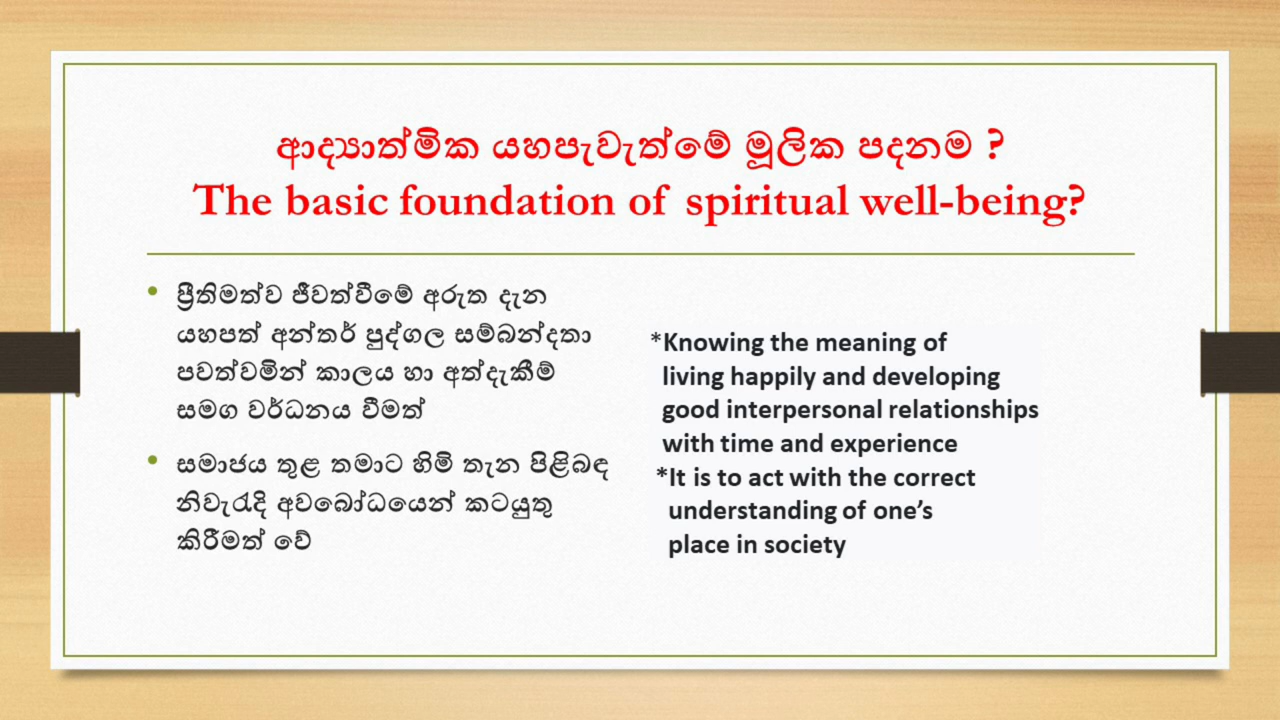 ආද්‍යාත්මික යහපැවැත්මේ මූලික පදනම ?
The basic foundation of spiritual well-being?
• ප්‍රීතිමත්ව ජීවත්වීමේ අරුත දැන
යහපත් අන්තර් පුද්ගල සම්බන්දතා
පවත්වමින් කාලය හා අත්දැකීම්
සමග වර්ධනය වීමත්
• සමාජය තුළ තමාට හිමි තැන පිළිබඳ
නිවැරැදි අවබෝධයෙන් කටයුතු
කිරීමත් වේ
*Knowing the meaning of
living happily and developing
good interpersonal relationships
with time and experience
*It is to act with the correct
understanding of one’s
place in society